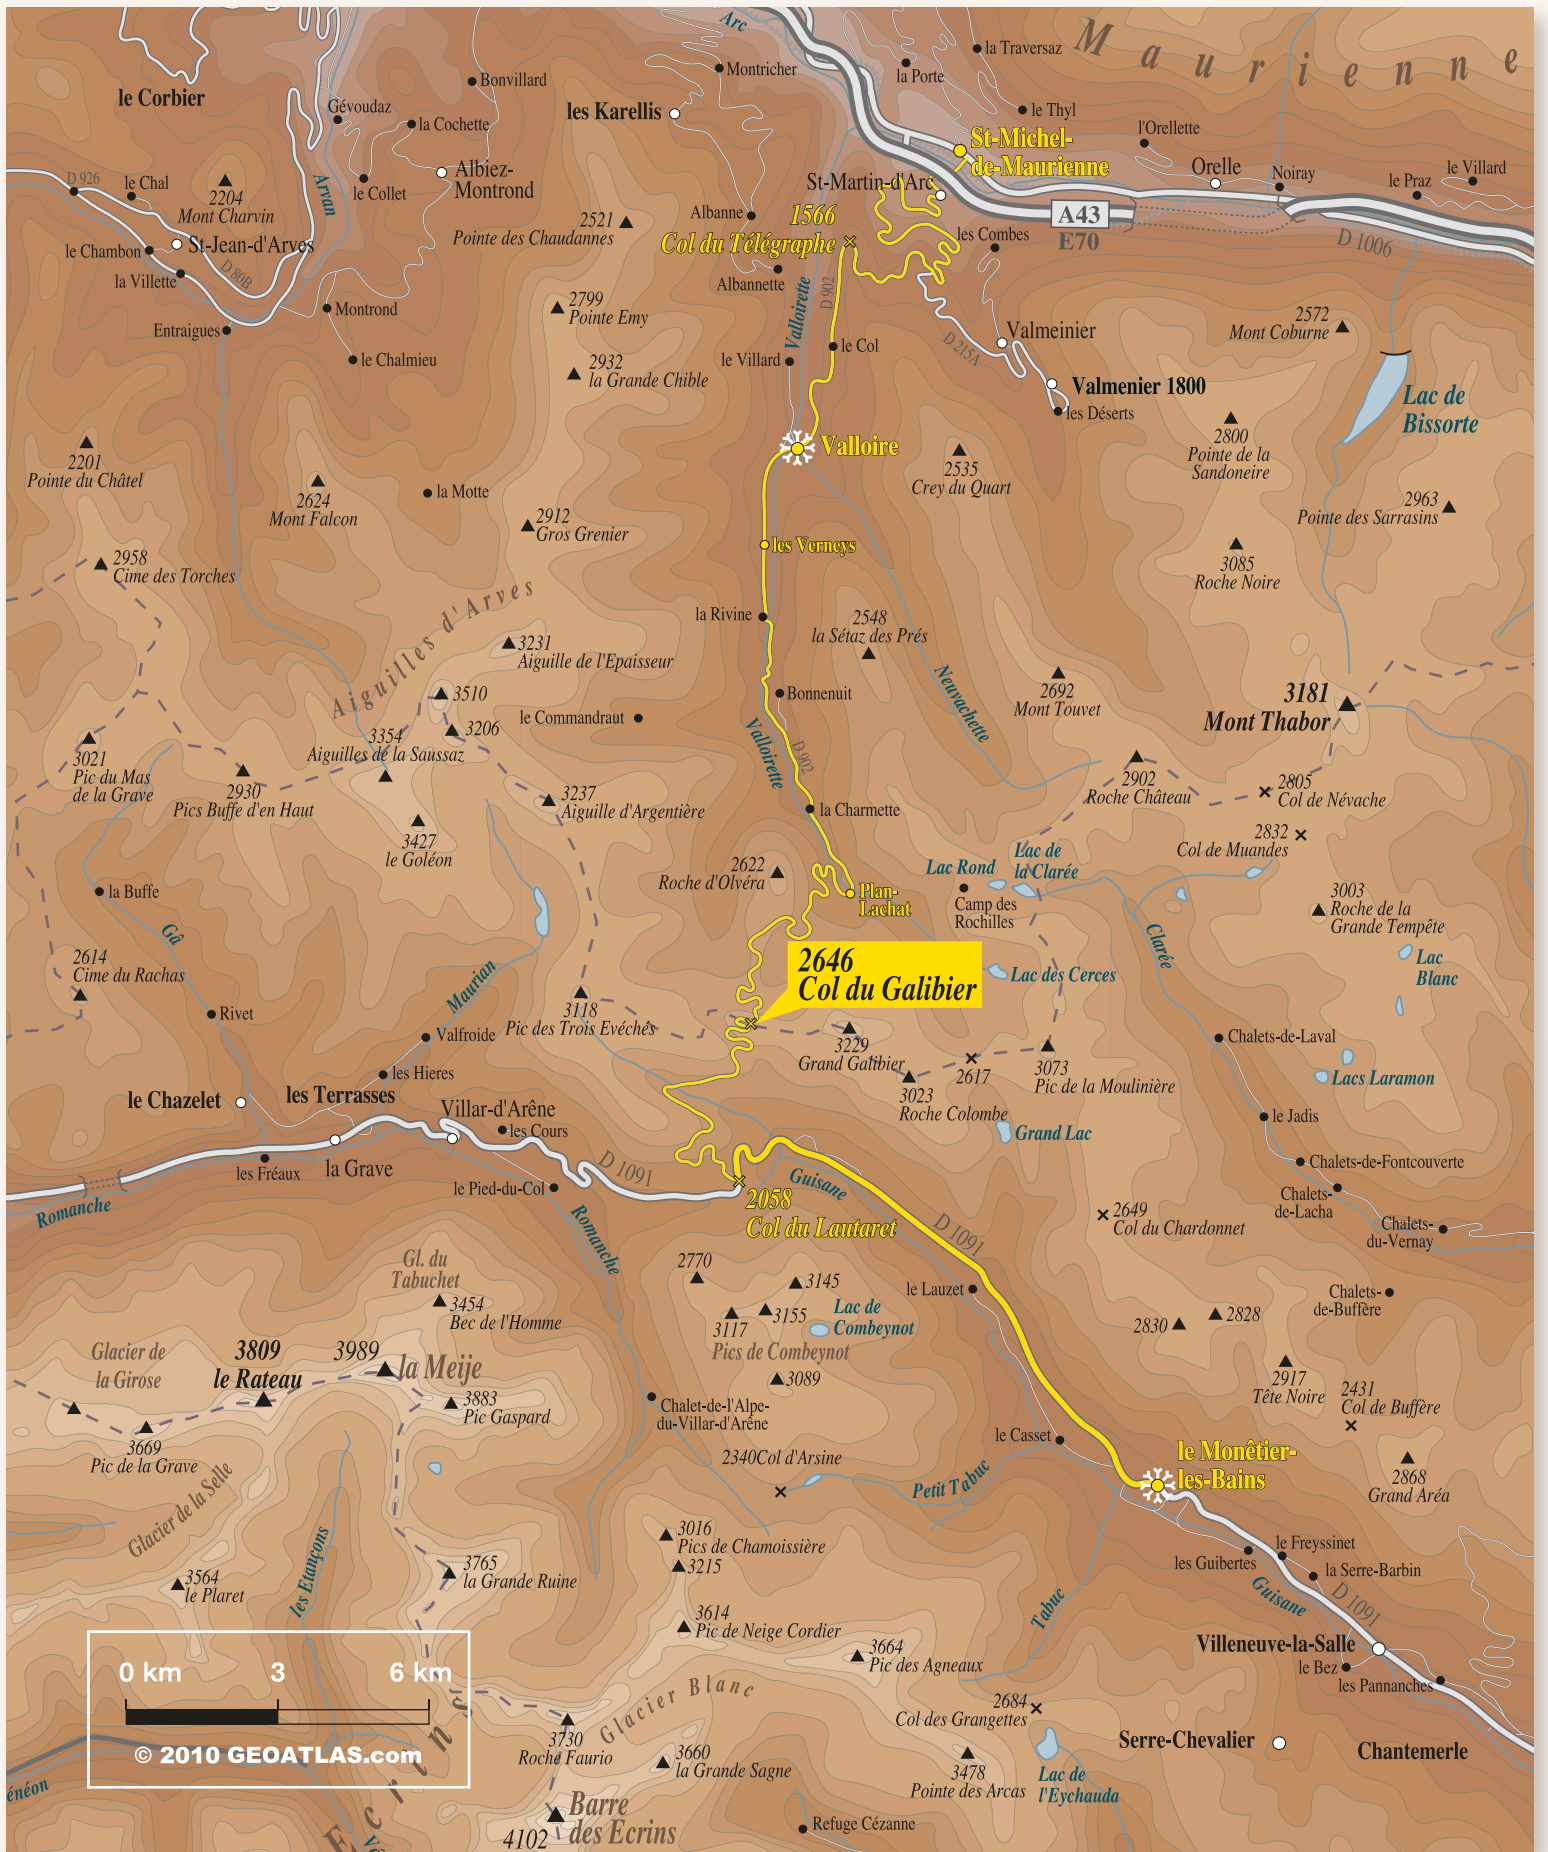 Arc
M a u r i e n n e
la Traversaz
Montricher
la Porte
Bonvillard
le Corbier
les Karellis
Gévoudaz
la Cochette
le Thyl
l'Orellette
St-Michel-
de-Maurienne
Albiez-
Montrond
D 926
le Chal
le Collet
Arvan
St-Martin-d'Arc
Orelle
Noiray
le Villard
le Praz
2204
Mont Charvin
2521
Pointe des Chaudannes
Albanne
1566
Col du Télégraphe
A43
E70
D 1006
les Combes
le Chambon
St-Jean-d'Arves
la Villette
D 80B
Albannette
Valloirette
D 902
Montrond
Entraigues
2799
Pointe Emy
Valmeinier
D 215A
2572
Mont Coburne
le Chalmieu
2932
la Grande Chible
le Villard
le Col
Valmenier 1800
les Déserts
Lac de
Bissorte
2201
Pointe du Châtel
2624
Mont Falcon
la Motte
Valloire
2535
Crey du Quart
2800
Pointe de la
Sandoneire
2963
Pointe des Sarrasins
2912
Gros Grenier
les Verneys
3085
Roche Noire
2958
Cime des Torches
Aiguilles d'Arves
la Rivine
2548
la Sétaz des Prés
3231
Aiguille de l'Epaisseur
Neuvachette
2692
Mont Touvet
3181
Mont Thabor
3510
3206
3354
Aiguilles de la Saussaz
le Commandraut
Bonnenuit
Valloirette
D 902
3021
Pic du Mas
de la Grave
2930
Pics Buffe d'en Haut
3237
Aiguille d'Argentière
la Charmette
2902
Roche Château
2805
Col de Névache
3427
le Goléon
2832
Col de Muandes
2622
Roche d'Olvéra
Lac Rond
Lac de
la Clarée
Plan-
Lachat
Camp des
Rochilles
3003
Roche de la
Grande Tempête
la Buffe
Gâ
Clarée
Lac
Blanc
2614
Cime du Rachas
Maurian
2646
Col du Galibier
Lac des Cerces
Rivet
Valfroide
3118
Pic des Trois Evéchés
3229
Grand Galibier
2617
3073
Pic de la Moulinière
Chalets-de-Laval
Lacs Laramon
les Hieres
3023
Roche Colombe
le Chazelet
les Terrasses
Villar-d'Arêne
les Cours
Grand Lac
le Jadis
les Fréaux
la Grave
D 1091
le Pied-du-Col
Guisane
Chalets-de-Fontcouverte
Romanche
Romanche
2058
Col du Lautaret
D 1091
2649
Col du Chardonnet
Chalets-
de-Lacha
Chalets-
du-Vernay
Gl. du
Tabuchet
2770
3145
le Lauzet
Chalets-
de-Buffère
3454
Bec de l'Homme
3117
3155
Pics de Combeynot
Lac de
Combeynot
2830
2828
Glacier de
la Girose
3809
le Rateau
3989
la Meije
3089
2917
Tête Noire
2431
Col de Buffère
3883
Pic Gaspard
Chalet-de-l'Alpe-
du-Villar-d'Arêne
3669
Pic de la Grave
le Casset
le Monêtier-
les-Bains
2340Col d'Arsine
Petit Tabuc
2868
Grand Aréa
Glacier de la Selle
les Etançons
3016
Pics de Chamoissière
3215
le Freyssinet
les Guibertes
la Serre-Barbin
3564
le Plaret
3765
la Grande Ruine
Guisane
D 1091
Tabuc
3614
Pic de Neige Cordier
Villeneuve-la-Salle
le Bez
les Pannanches
3664
Pic des Agneaux
0 km 3 6 km
Glacier Blanc
2684
Col des Grangettes
3730
Roche Faurio
Serre-Chevalier
Chantemerle
© 2010 GEOATLAS.com
3660
la Grande Sagne
3478
Pointe des Arcas
Lac de
l'Eychauda
énéon
Ecrins
Vé
Barre
des Ecrins
4102
Refuge Cézanne